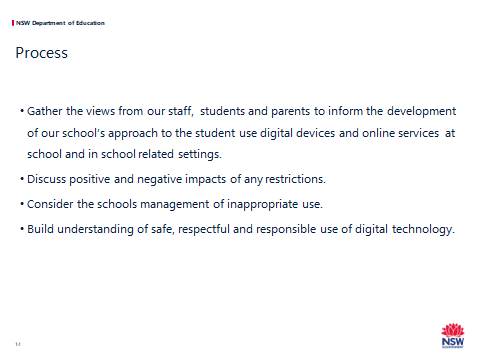 NSW Department of Education
Process
• Gather the views from our staff, students and parents to inform the development
of our school's approach to the student use digital devices and online services at
school and in school related settings.
• Discuss positive and negative impacts of any restrictions.
• Consider the schools management of inappropriate use.
• Build understanding of safe, respectful and responsible use of digital technology.
14
NSW